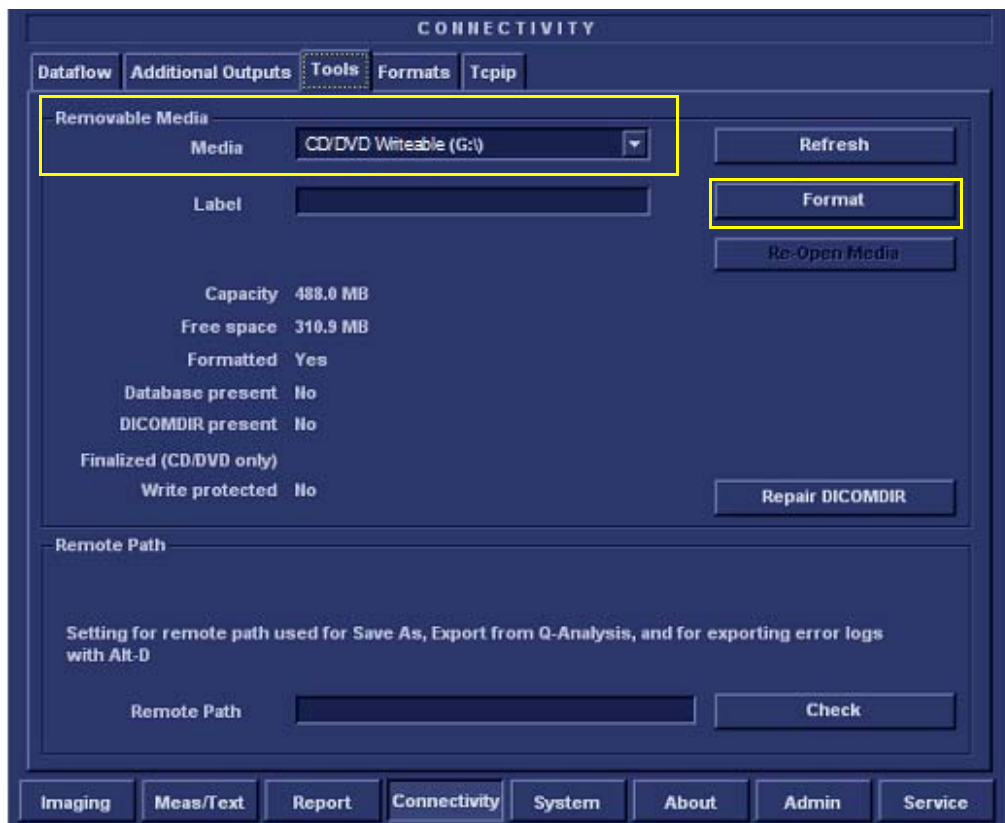 CONNECTIVITY
Dataflow Additional Outputs Tools Formats Tcpip
Removable Media
Media CD/DVD Writeable (G:\) Refresh
Label Format
Re-Open Media
Capacity 488.0 MB
Free space 310.9 MB
Formatted Yes
Database present No
DICOMDIR present No
Finalized (CD/DVD only)
Write protected No Repair DICOMDIR
Remote Path
Setting for remote path used for Save As, Export from Q-Analysis, and for exporting error logs
with Alt-D
Remote Path Check
Imaging Meas/Text Report Connectivity System About Admin Service